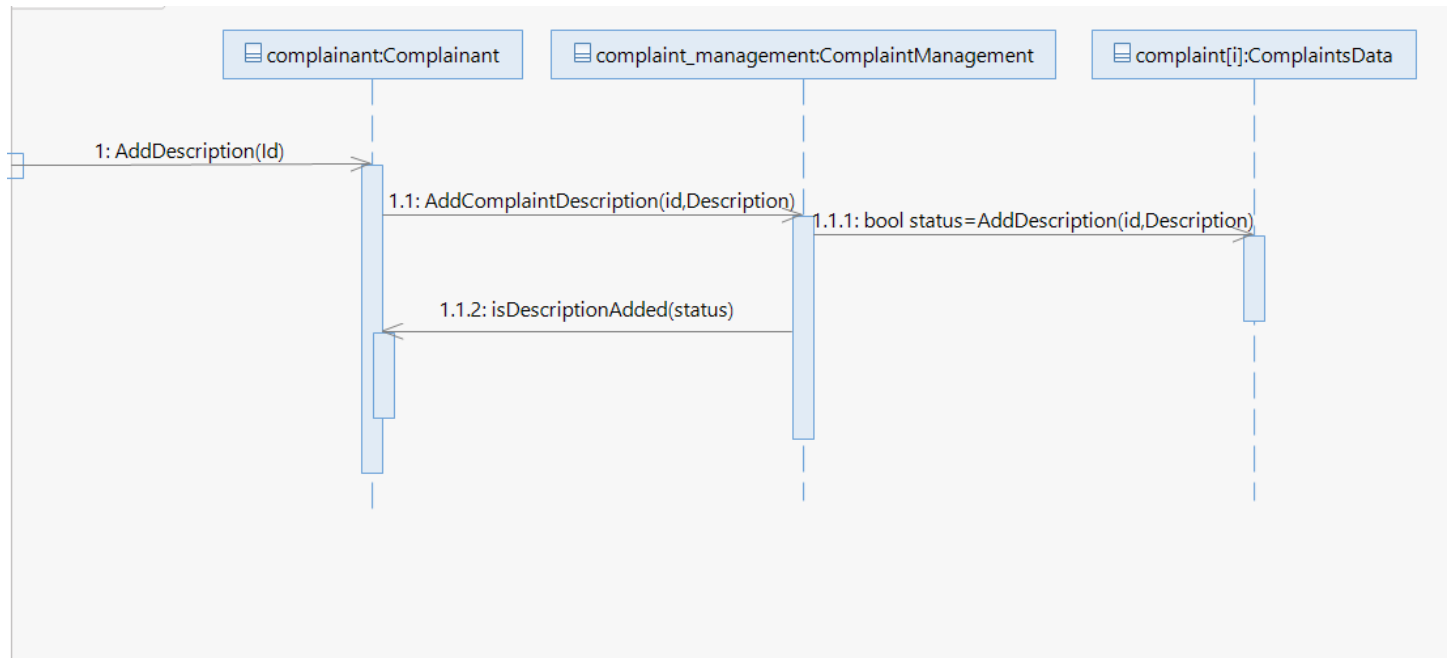 complainant:Complainant
complaint_management:ComplaintManagement
complaint[i]:ComplaintsData
1: AddDescription(Id)
1.1: AddComplaintDescription(id,Description)
1.1.1: bool status=AddDescription(id,Description)
1.1.2: isDescriptionAdded(status)